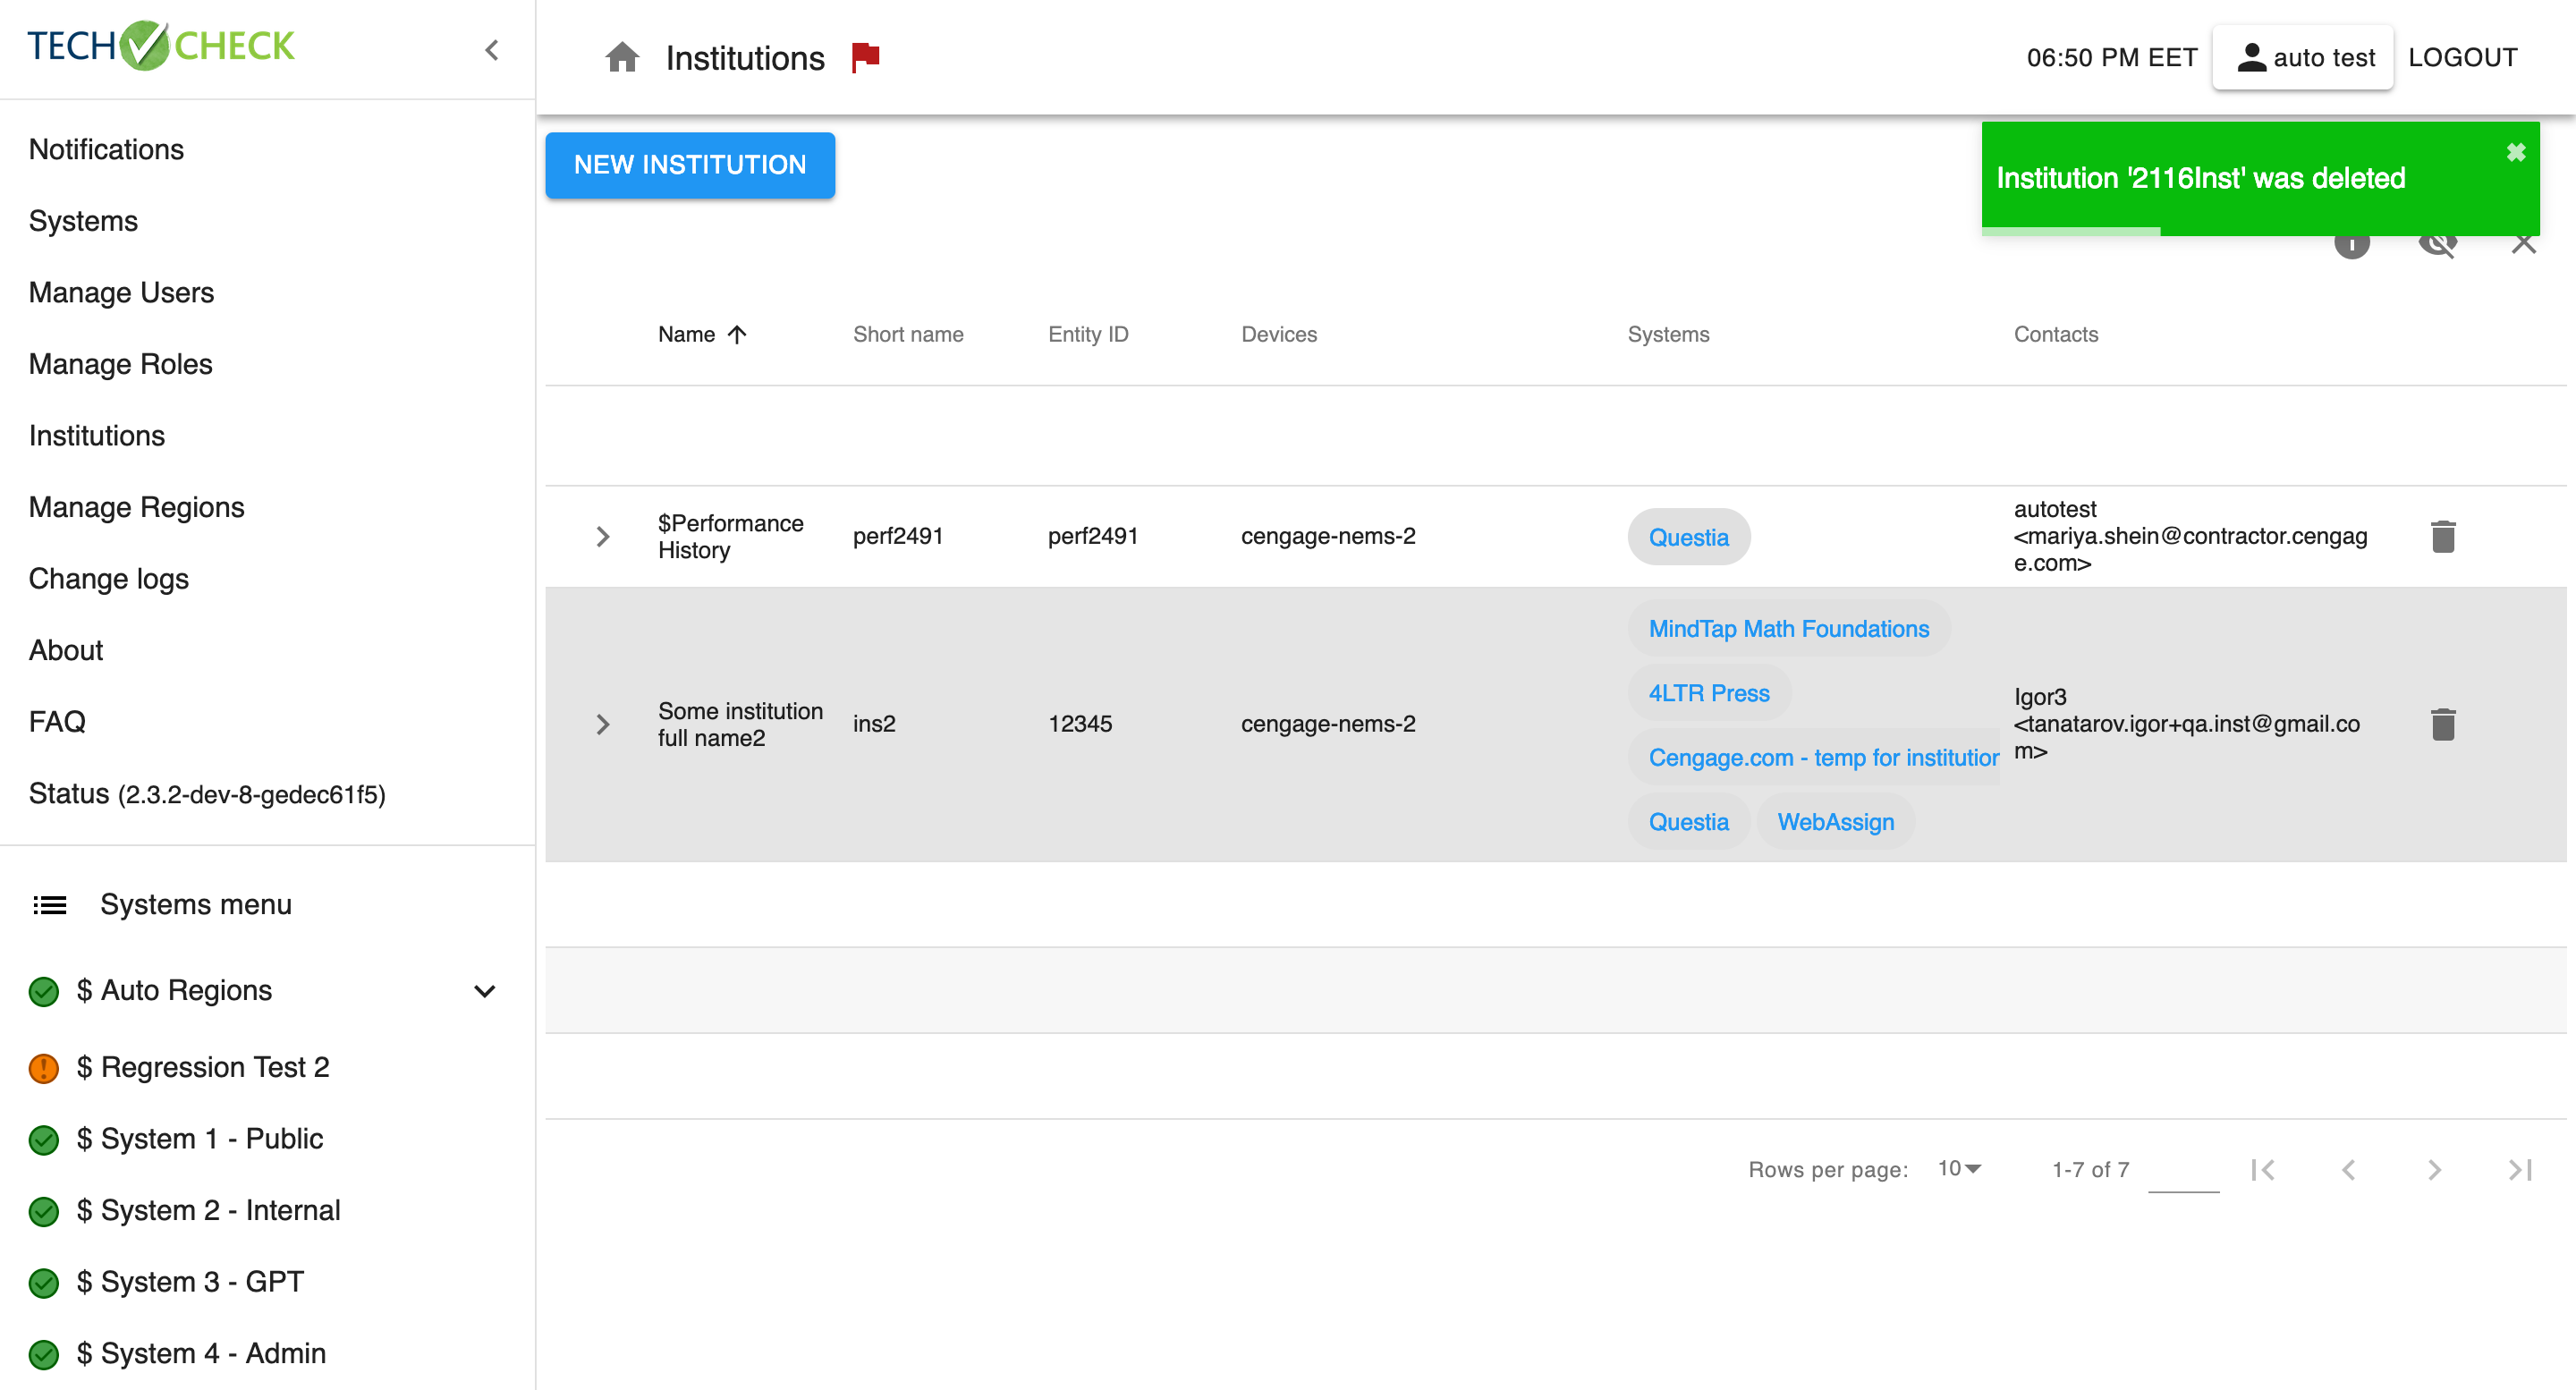 TECH CHECK
Institutions
06:50 PM EET
auto test
LOGOUT
Notifications
Systems
Manage Users
Manage Roles
Institutions
Manage Regions
Change logs
About
FAQ
Status (2.3.2-dev-8-gedec61f5)
Systems menu
$ Auto Regions
$ Regression Test 2
$ System 1 - Public
$ System 2 - Internal
$ System 3 - GPT
$ System 4 - Admin
NEW INSTITUTION
Institution '2116Inst' was deleted
Name
Short name
Entity ID
Devices
Systems
Contacts
$Performance
History
perf2491
perf2491
cengage-nems-2
Questia
autotest
<mariya.shein@contractor.cengag
e.com>
Some institution
full name2
ins2
12345
cengage-nems-2
MindTap Math Foundations
4LTR Press
Cengage.com - temp for institution
Questia
WebAssign
Igor3
<tanatarov.igor+qa.inst@gmail.co
m>
Rows per page:
10
1-7 of 7